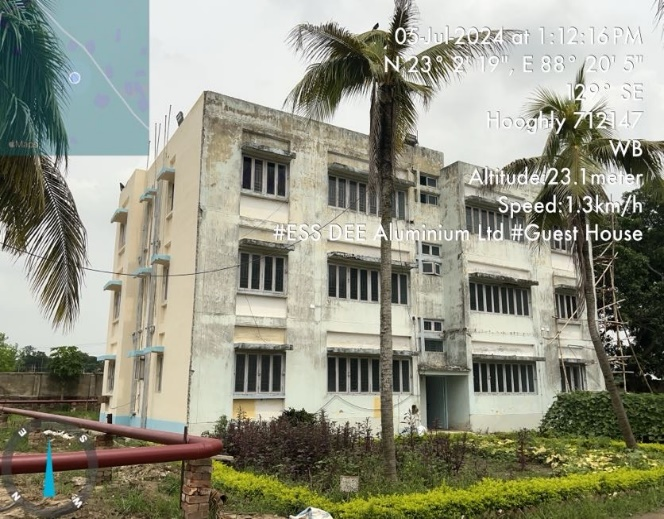 03-Jul-2024 at 1:12:16 PM
N 23° 2' 19", E 88° 20' 5"
129° SE
Hooghly 712147
WB
Altitude:23.1meter
Speed:1.3km/h
#ESS DEE Aluminium Ltd #Guest House
Maps